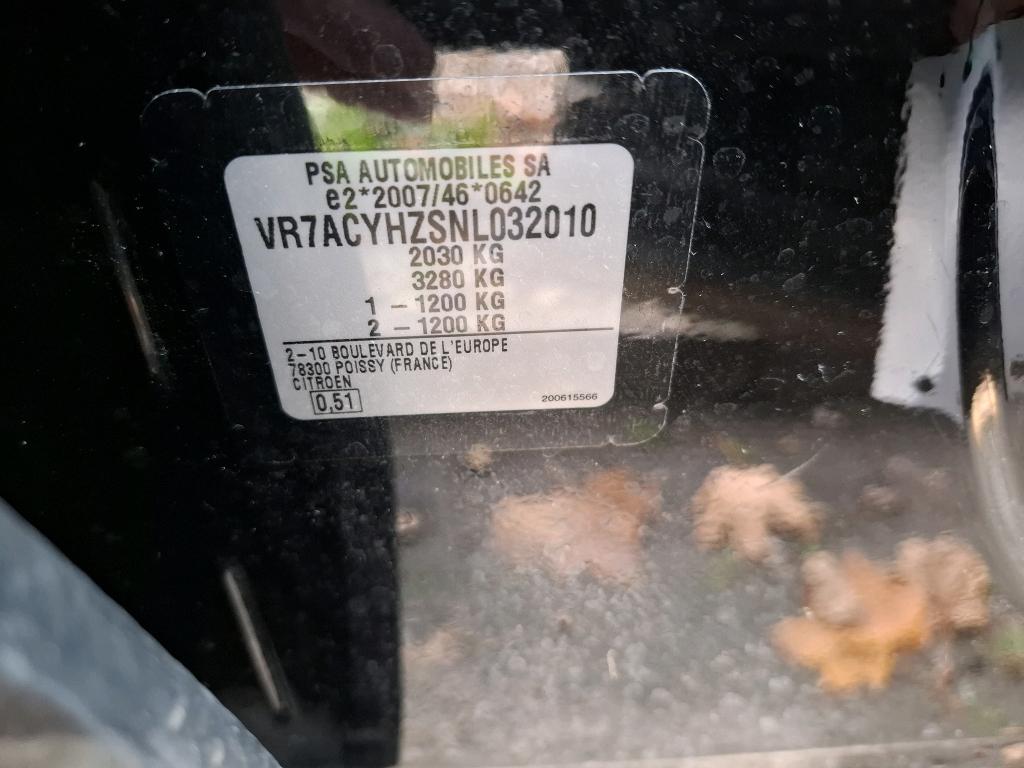 PSA AUTOMOBILES SA
e2*2007/46*0642
VR7ACYHZSNL032010
2030 KG
3280 KG
1 – 1200 KG
2 – 1200 KG
2–10 BOULEVARD DE L'EUROPE
78300 POISSY (FRANCE)
CITROEN
0,51
200615566